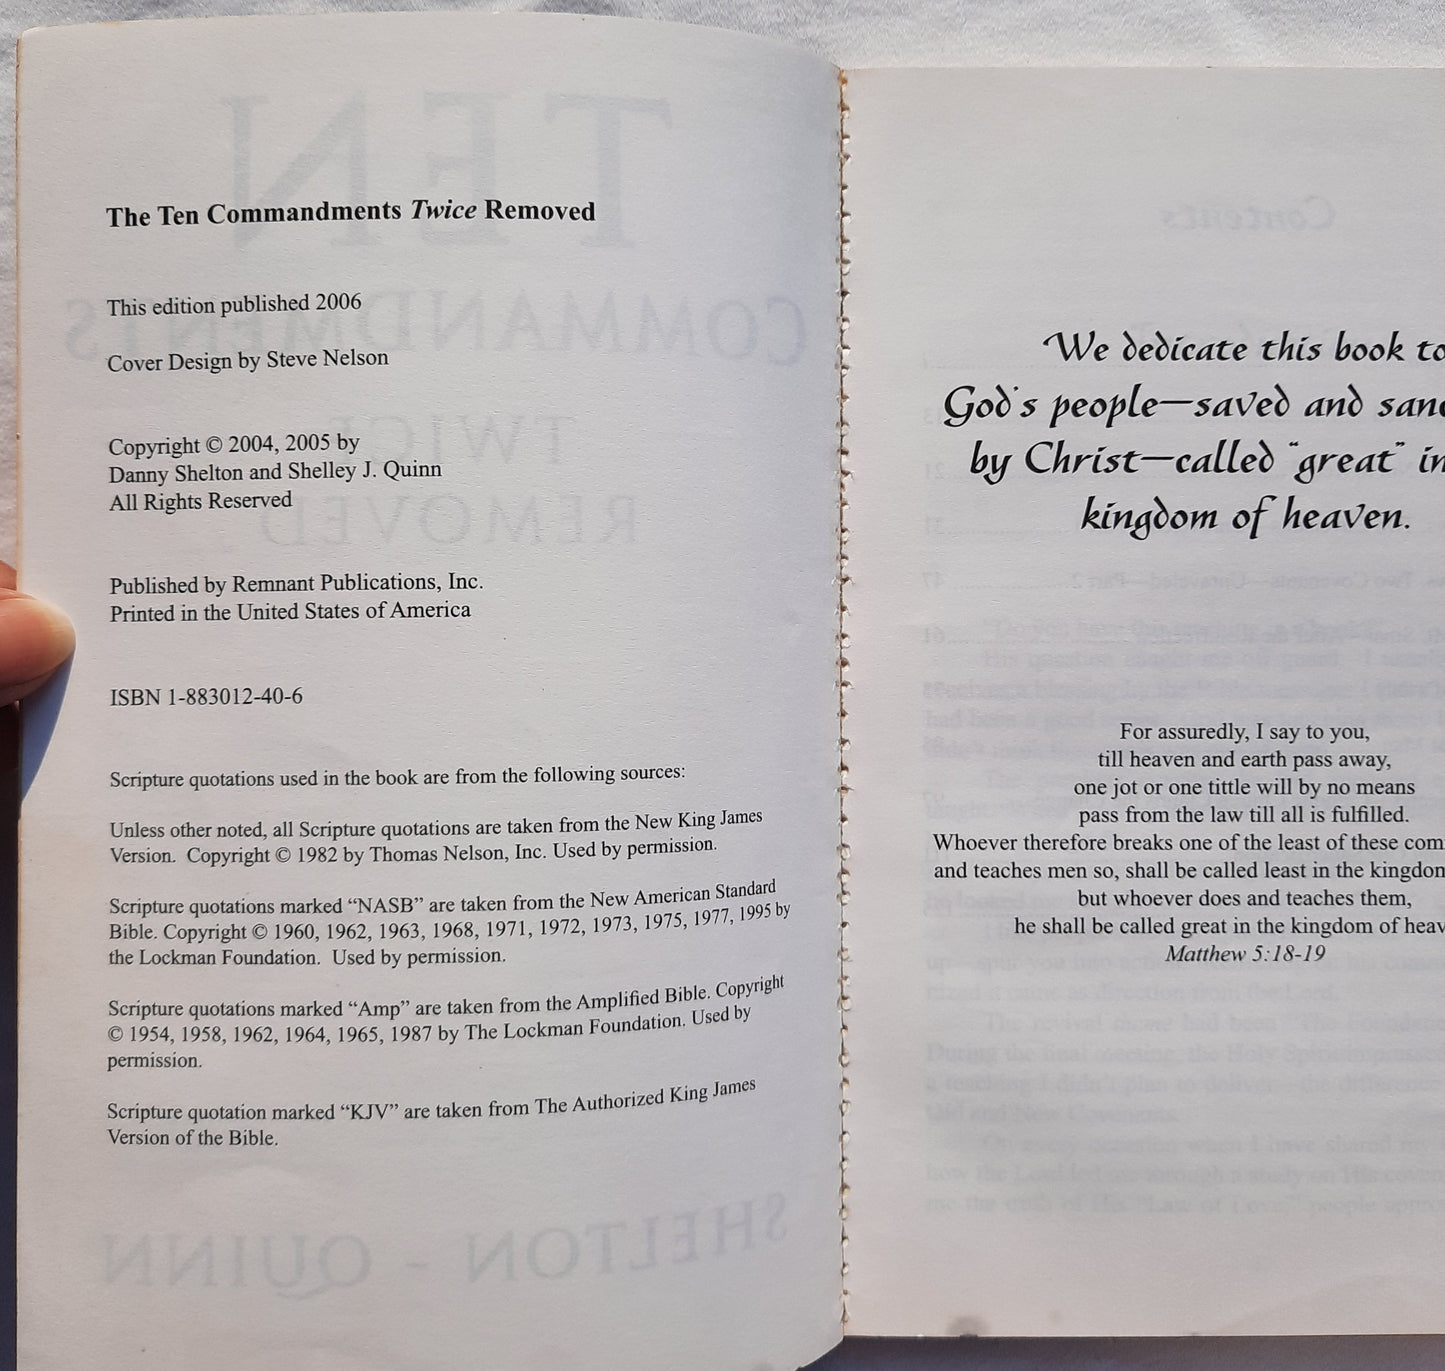 The Ten Commandments Twice Removed
This edition published 2006
Cover Design by Steve Nelson
Copyright © 2004, 2005 by
Danny Shelton and Shelley J. Quinn
All Rights Reserved
Published by Remnant Publications, Inc.
Printed in the United States of America
ISBN 1-883012-40-6
Scripture quotations used in the book are from the following sources:
Unless other noted, all Scripture quotations are taken from the New King James
Version. Copyright © 1982 by Thomas Nelson, Inc. Used by permission.
Scripture quotations marked “NASB” are taken from the New American Standard
Bible. Copyright © 1960, 1962, 1963, 1968, 1971, 1972, 1973, 1975, 1977, 1995 by
the Lockman Foundation. Used by permission.
Scripture quotations marked “Amp” are taken from the Amplified Bible. Copyright
© 1954, 1958, 1962, 1964, 1965, 1987 by The Lockman Foundation. Used by
permission.
Scripture quotation marked “KJV” are taken from The Authorized King James
Version of the Bible.
We dedicate this book to
God's people—saved and
by Christ—called "great" in
kingdom of heaven.
For assuredly, I say to you,
till heaven and earth pass away,
one jot or one tittle will by no means
pass from the law till all is fulfilled.
Whoever therefore breaks one of the least of these
and teaches men so, shall be called least in the
but whoever does and teaches them,
he shall be called great in the kingdom of
Matthew 5:18-19